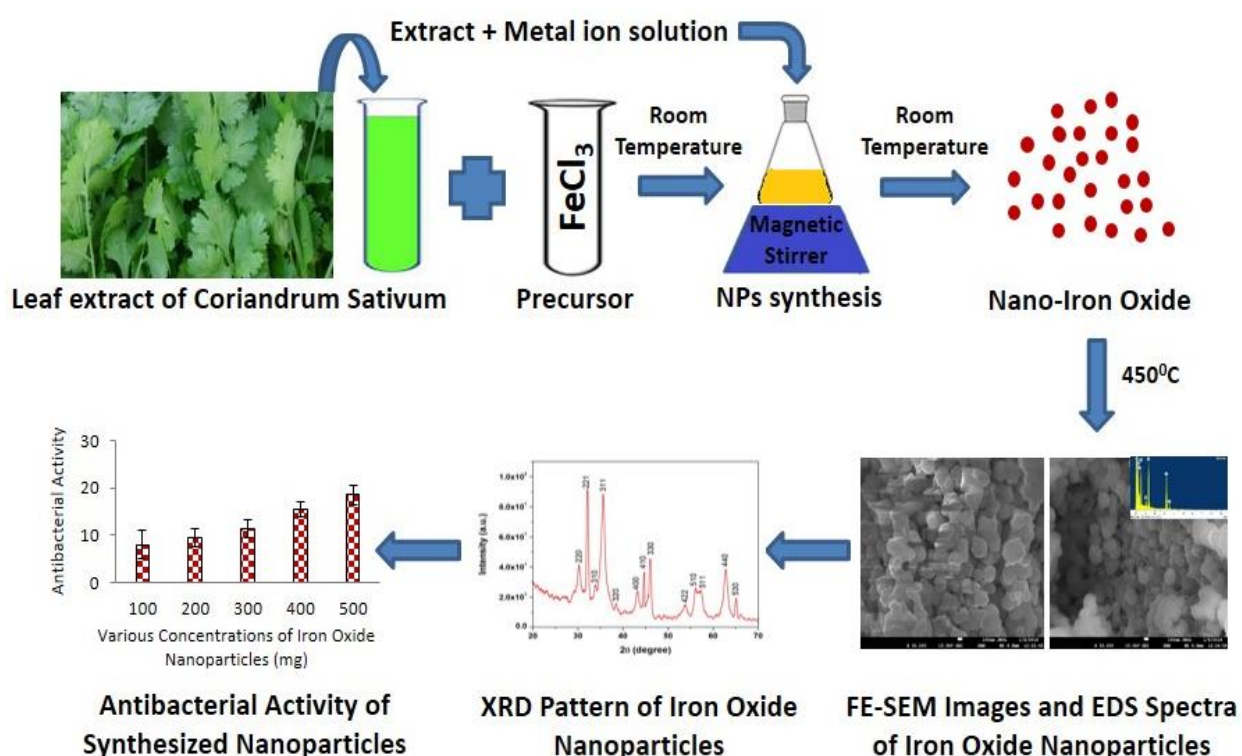 Extract + Metal ion solution
FeCl₃
Room
Temperature
Room
Temperature
Magnetic
Stirrer
Leaf extract of Coriandrum Sativum
Precursor
NPs synthesis
Nano-Iron Oxide
450⁰C
Antibacterial Activity
30
20
10
0
100 200 300 400 500
Various Concentrations of Iron Oxide
Nanoparticles (mg)
Intensity (a.u.)
0.0
20 30 40 50 60 70
2θ (degree)
220
221
310
311
320
400
410
330
422
510
511
440
530
Antibacterial Activity of
Synthesized Nanoparticles
XRD Pattern of Iron Oxide
Nanoparticles
FE-SEM Images and EDS Spectra
of Iron Oxide Nanoparticles